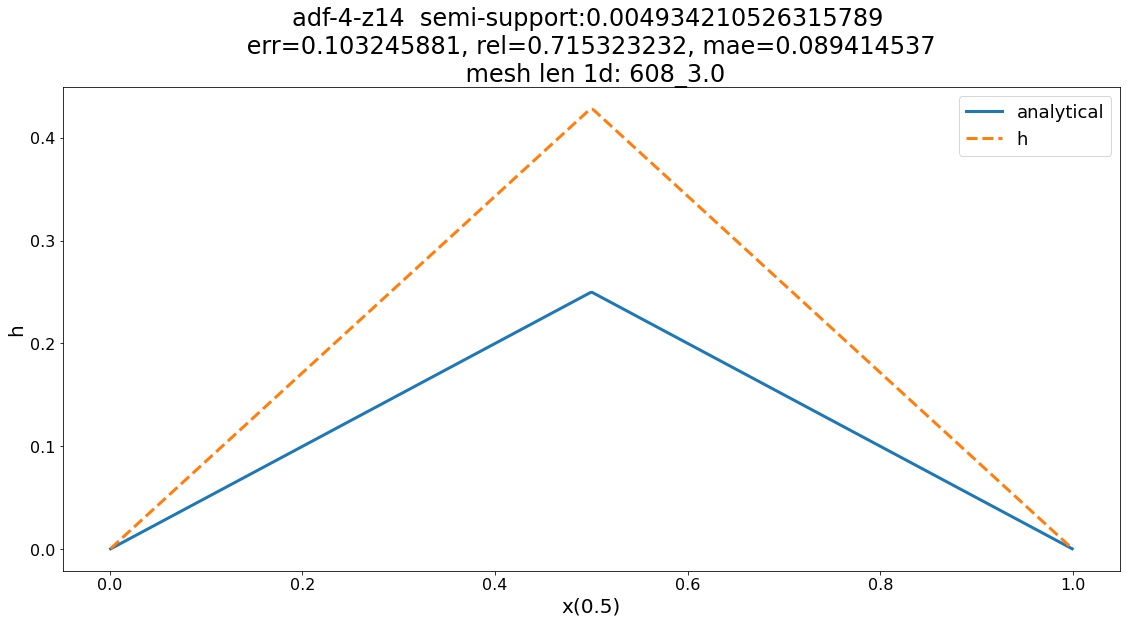 adf-4-z14  semi-support:0.004934210526315789
err=0.103245881, rel=0.715323232, mae=0.089414537
mesh len 1d: 608_3.0
analytical
h
0.4
0.3
0.2
0.1
0.0
h
0.0 0.2 0.4 0.6 0.8 1.0
x(0.5)